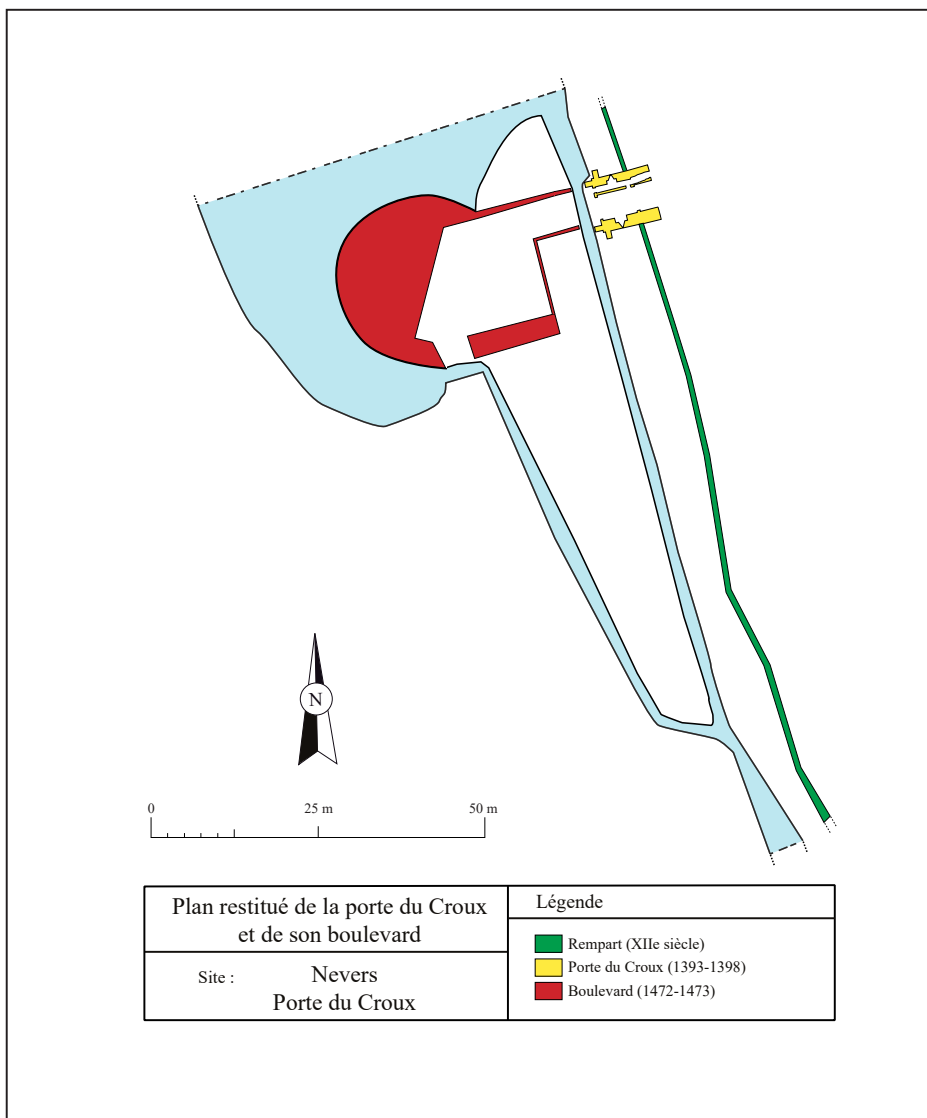 N
0
25 m
50 m
Plan restitué de la porte du Croux
et de son boulevard
Site :
Nevers
Porte du Croux
Légende
Rempart (XIIe siècle)
Porte du Croux (1393-1398)
Boulevard (1472-1473)